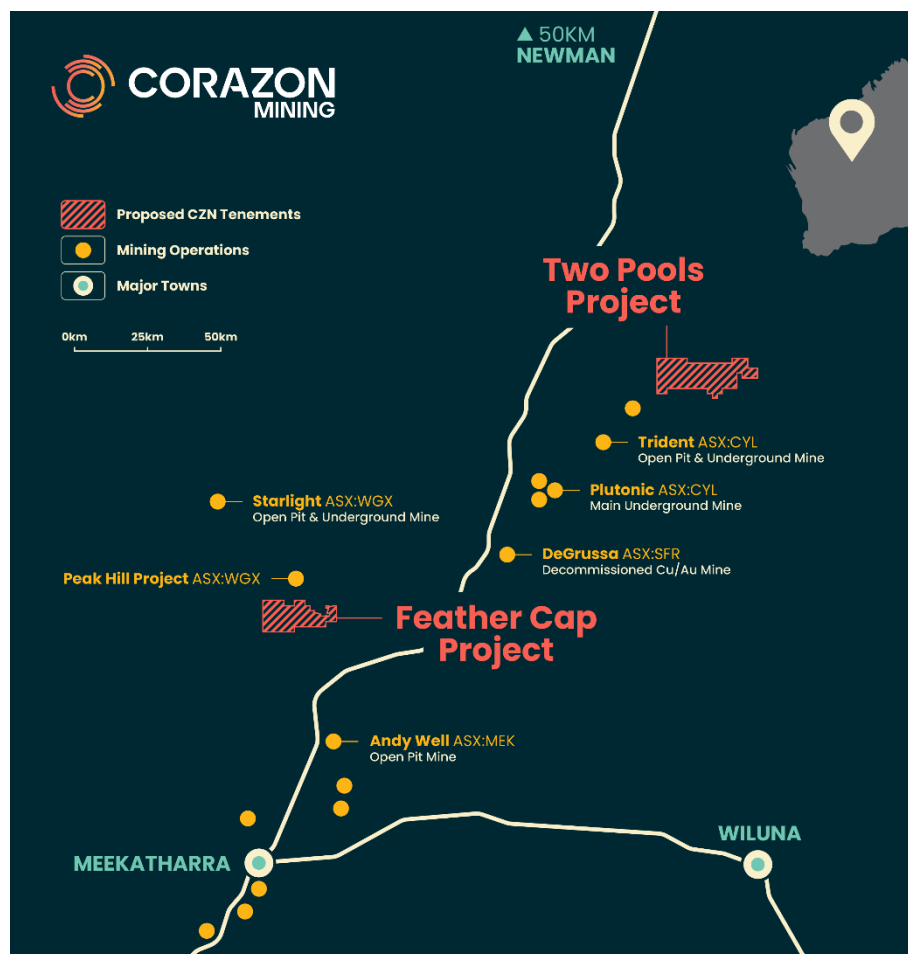 ▲ 50KM
NEWMAN
CORAZON
MINING
Proposed CZN Tenements
Mining Operations
Major Towns
0km 25km 50km
Two Pools
Project
Trident ASX:CYL
Open Pit & Underground Mine
Plutonic ASX:CYL
Main Underground Mine
Starlight ASX:WGX
Open Pit & Underground Mine
DeGrussa ASX:SFR
Decommissioned Cu/Au Mine
Peak Hill Project ASX:WGX
Feather Cap
Project
Andy Well ASX:MEK
Open Pit Mine
WILUNA
MEEKATHARRA